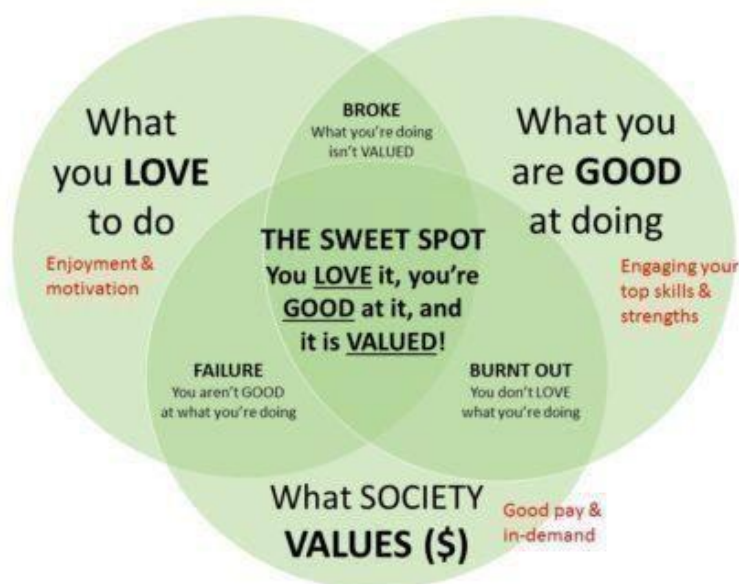 What
you LOVE
to do
Enjoyment &
motivation
BROKE
What you're doing
isn't VALUED
What you
are GOOD
at doing
Engaging your
top skills &
strengths
THE SWEET SPOT
You LOVE it, you're
GOOD at it, and
it is VALUED!
FAILURE
You aren't GOOD
at what you're doing
BURNT OUT
You don't LOVE
what you're doing
What SOCIETY
VALUES ($)
Good pay &
in-demand